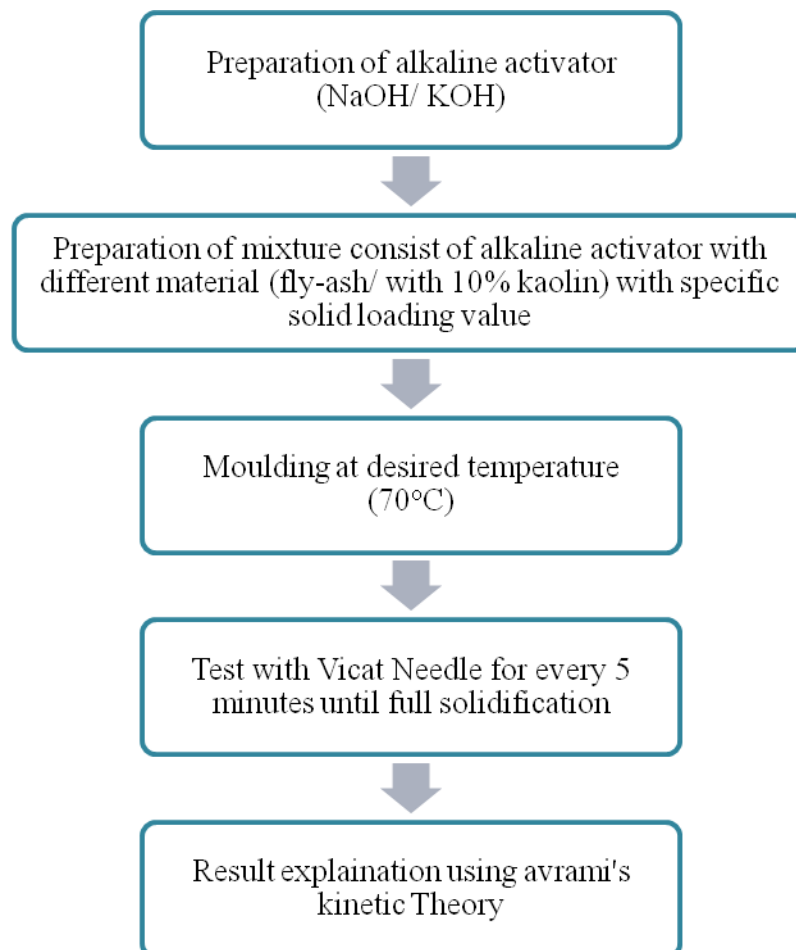 Preparation of alkaline activator
(NaOH/ KOH)
Preparation of mixture consist of alkaline activator with
different material (fly-ash/ with 10% kaolin) with specific
solid loading value
Moulding at desired temperature
(70°C)
Test with Vicat Needle for every 5
minutes until full solidification
Result explaination using avrami's
kinetic Theory